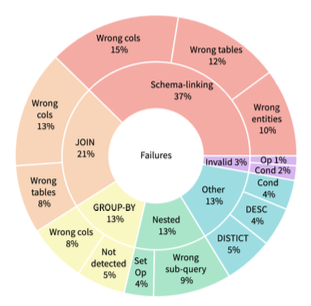 Wrong cols
15%
Wrong tables
12%
Wrong
entities
10%
Schema-linking
37%
Wrong
cols
13%
JOIN
21%
Wrong
tables
8%
Failures
Invalid 3%
Op 1%
Cond 2%
Other
13%
Cond
4%
DESC
4%
DISTICT
5%
GROUP-BY
13%
Wrong cols
8%
Not
detected
5%
Nested
13%
Set
Op
4%
Wrong
sub-query
9%